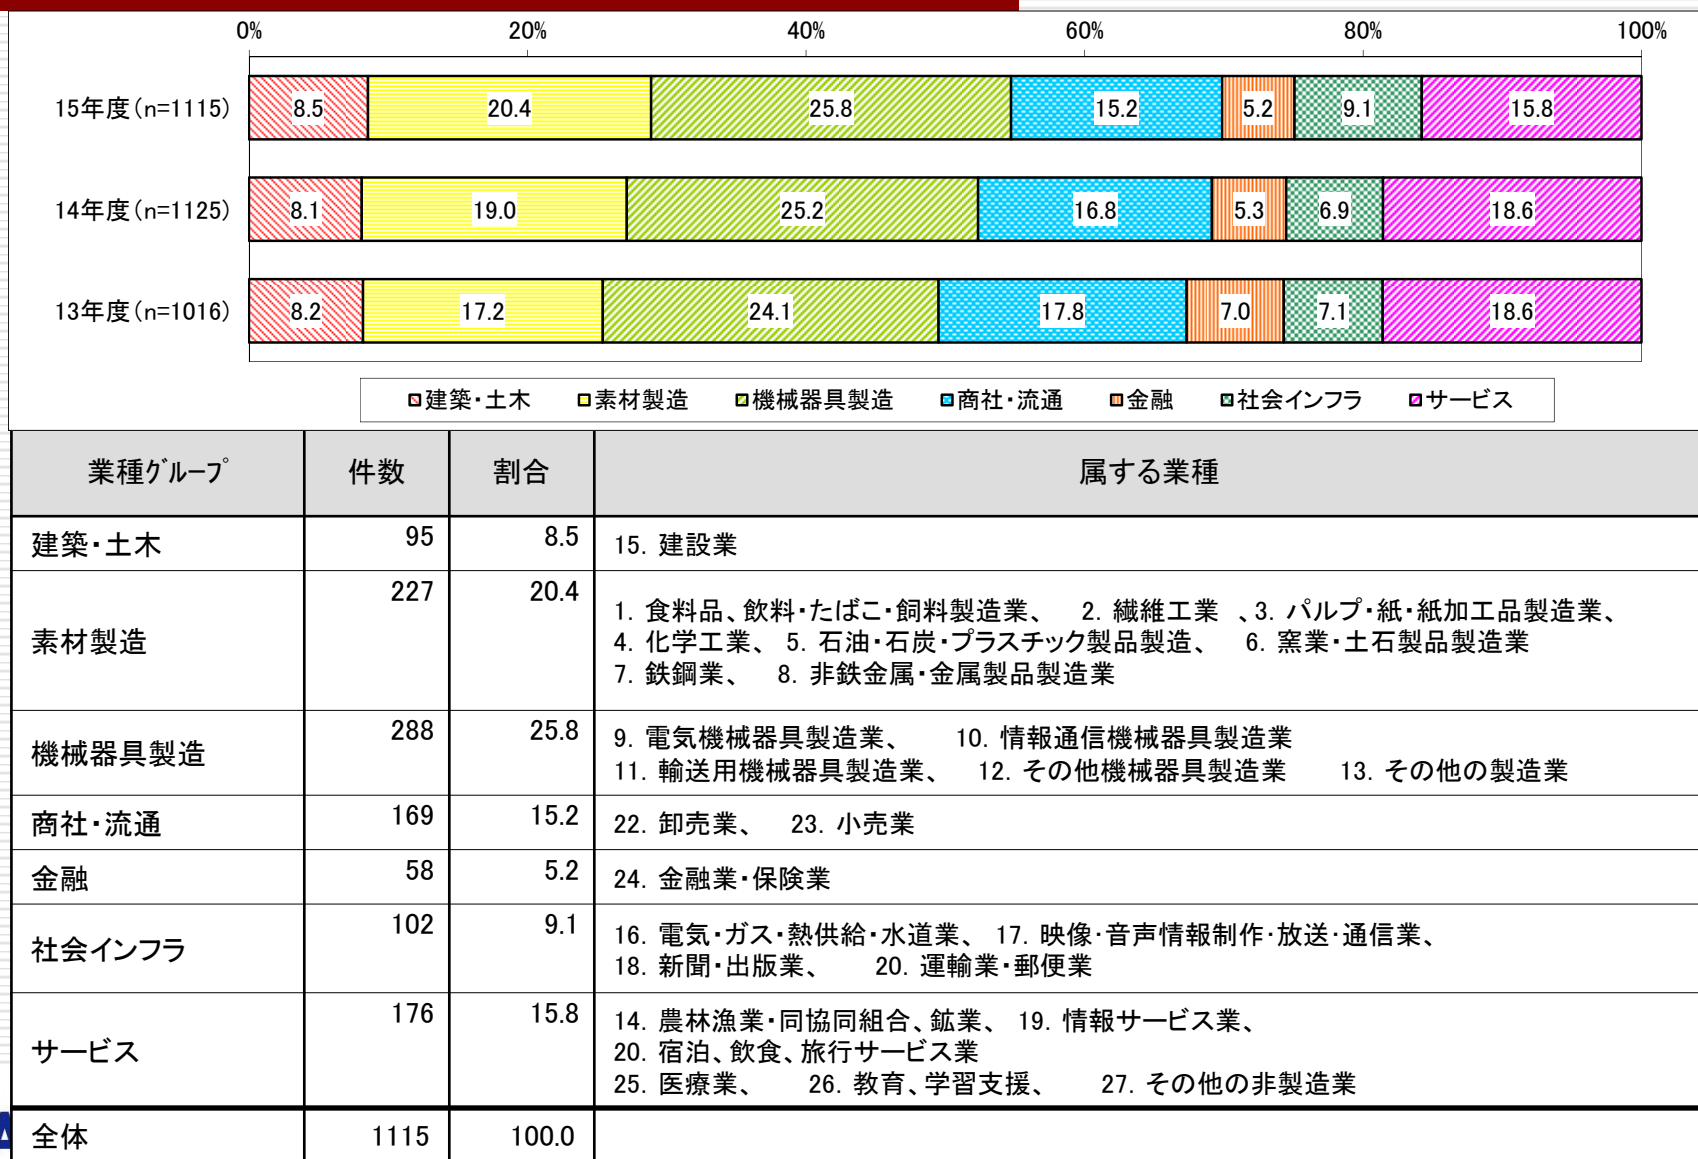 0% 20% 40% 60% 80% 100%
15年度(n=1115) 8.5 20.4 25.8 15.2 5.2 9.1 15.8
14年度(n=1125) 8.1 19.0 25.2 16.8 5.3 6.9 18.6
13年度(n=1016) 8.2 17.2 24.1 17.8 7.0 7.1 18.6
建築・土木 素材製造 機械器具製造 商社・流通 金融 社会インフラ サービス
業種グループ 件数 割合 属する業種
建築・土木 95 8.5 15. 建設業
素材製造 227 20.4 1. 食料品、飲料・たばこ・飼料製造業、 2. 繊維工業 、3. パルプ・紙・紙加工品製造業、
4. 化学工業、 5. 石油・石炭・プラスチック製品製造、 6. 窯業・土石製品製造業
7. 鉄鋼業、 8. 非鉄金属・金属製品製造業
機械器具製造 288 25.8 9. 電気機械器具製造業、 10. 情報通信機械器具製造業
11. 輸送用機械器具製造業、 12. その他機械器具製造業 13. その他の製造業
商社・流通 169 15.2 22. 卸売業、 23. 小売業
金融 58 5.2 24. 金融業・保険業
社会インフラ 102 9.1 16. 電気・ガス・熱供給・水道業、 17. 映像・音声情報制作・放送・通信業、
18. 新聞・出版業、 20. 運輸業・郵便業
サービス 176 15.8 14. 農林漁業・同協同組合、鉱業、 19. 情報サービス業、
20. 宿泊、飲食、旅行サービス業
25. 医療業、 26. 教育、学習支援、 27. その他の非製造業
全体 1115 100.0